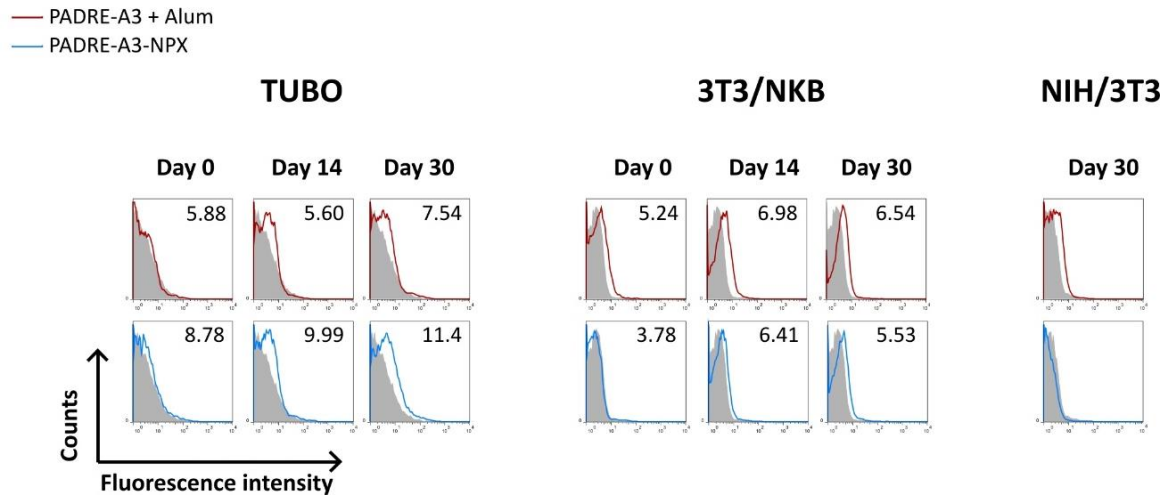 PADRE-A3 + Alum
PADRE-A3-NPX
TUBO 3T3/NKB NIH/3T3
Day 0 Day 14 Day 30 Day 0 Day 14 Day 30 Day 30
5.88 5.60 7.54 5.24 6.98 6.54
8.78 9.99 11.4 3.78 6.41 5.53
Counts
Fluorescence intensity